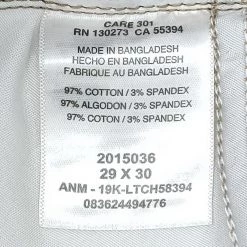 CARE 301
RN 130273 CA 55394
MADE IN BANGLADESH
HECHO EN BANGLADESH
FABRIQUE AU BANGLADESH
97% COTTON / 3% SPANDEX
97% ALGODON / 3% SPANDEX
97% COTON / 3% SPANDEX
2015036
29 X 30
ANM - 19K-LTCH58394
083624494776